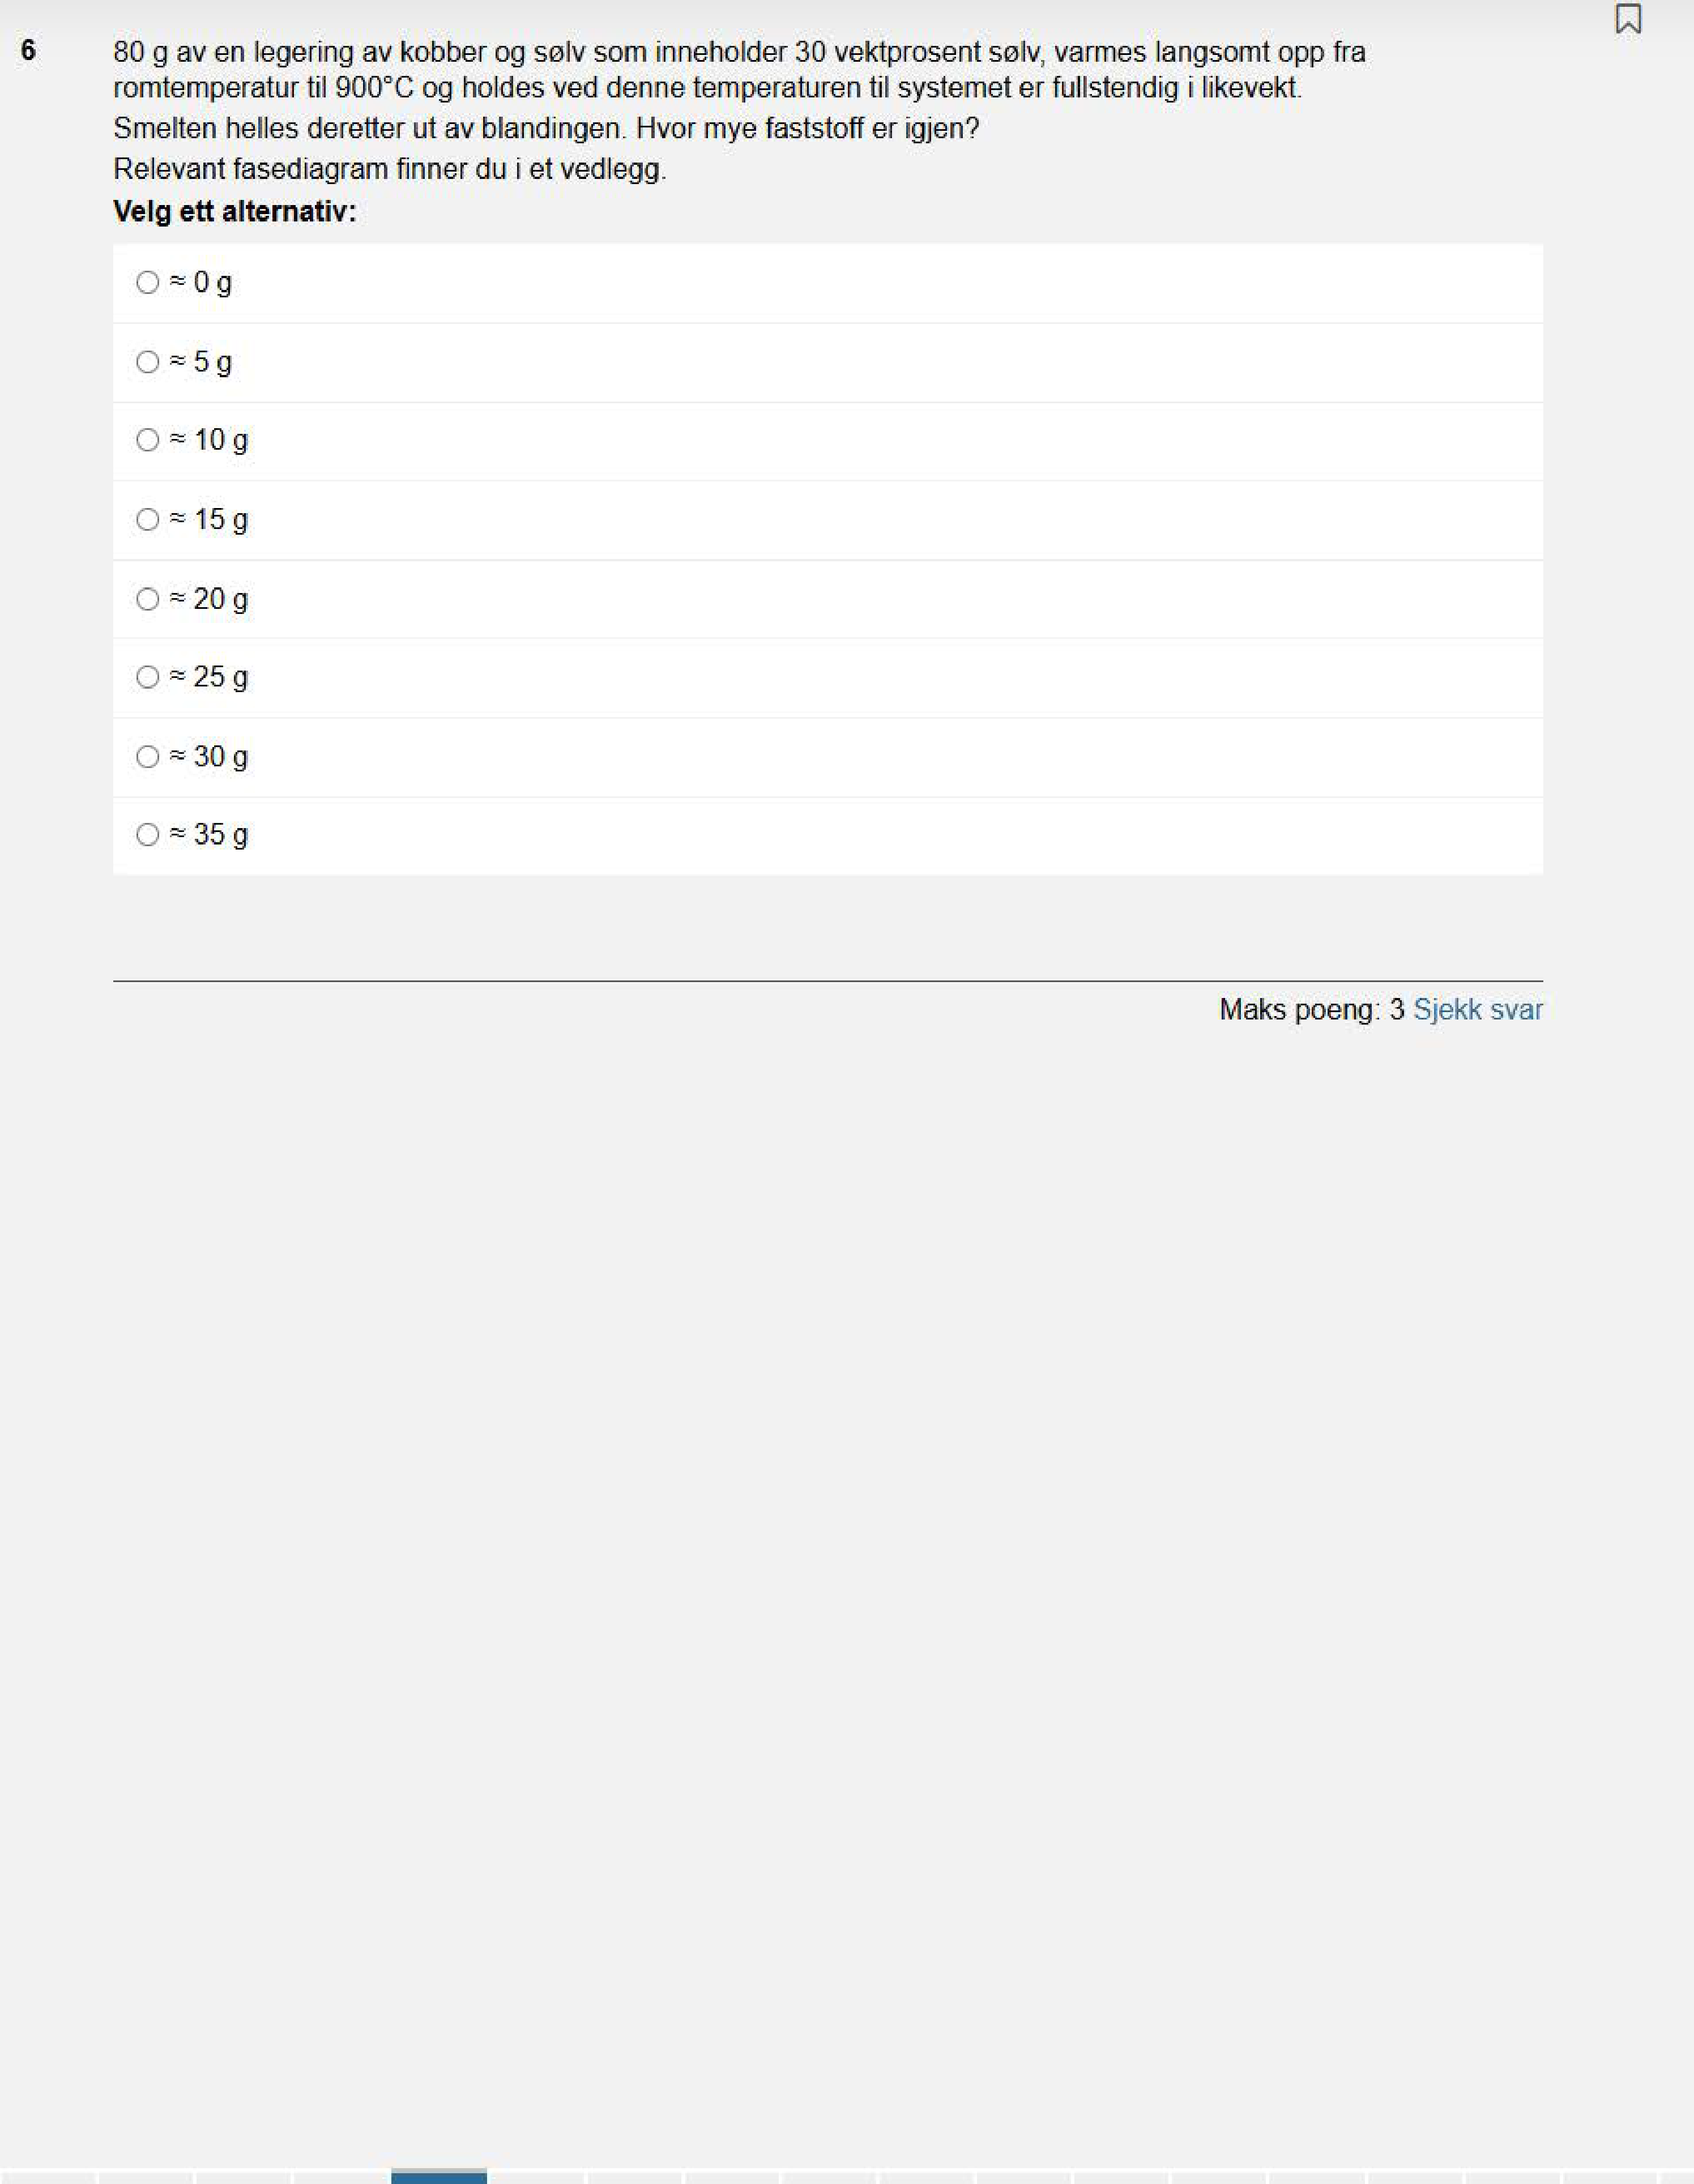 6
80 g av en legering av kobber og sølv som inneholder 30 vektprosent sølv, varmes langsomt opp fra
romtemperatur til 900°C og holdes ved denne temperaturen til systemet er fullstendig i likevekt.
Smelten helles deretter ut av blandingen. Hvor mye faststoff er igjen?
Relevant fasediagram finner du i et vedlegg.
Velg ett alternativ:
≈ 0 g
≈ 5 g
≈ 10 g
≈ 15 g
≈ 20 g
≈ 25 g
≈ 30 g
≈ 35 g
Maks poeng: 3 Sjekk svar